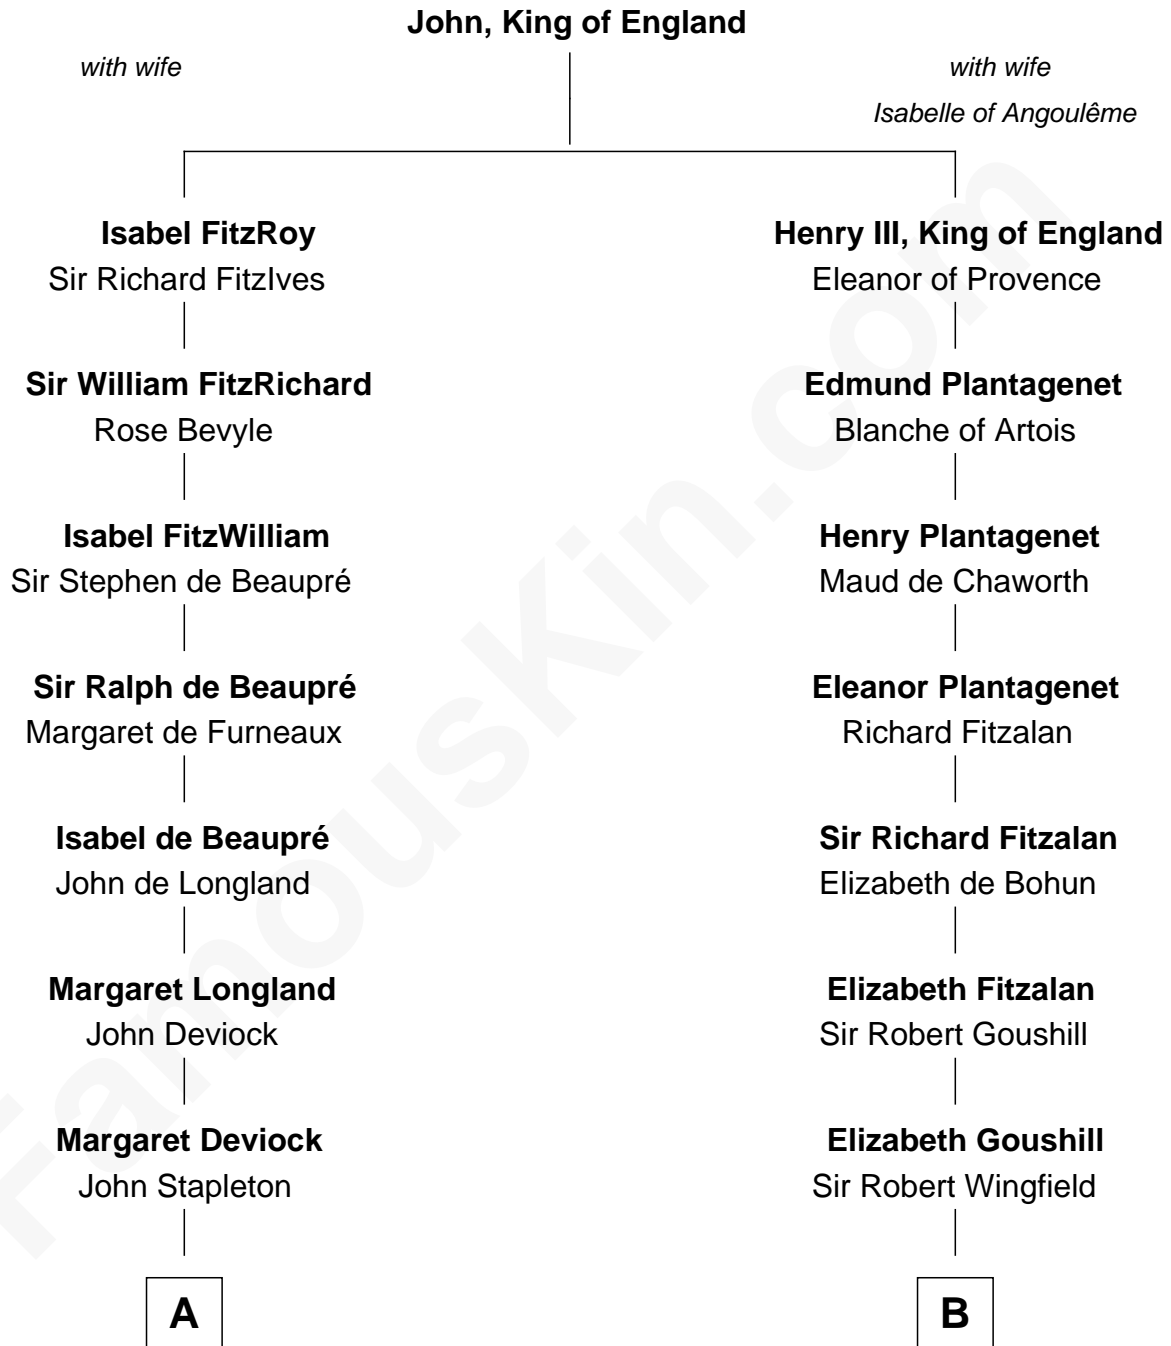 John, King of England
with wife
with wife
Isabelle of Angoulême
Isabel FitzRoy
Sir Richard FitzIves
Henry III, King of England
Eleanor of Provence
Sir William FitzRichard
Rose Bevyle
Edmund Plantagenet
Blanche of Artois
Isabel FitzWilliam
Sir Stephen de Beaupré
Henry Plantagenet
Maud de Chaworth
Sir Ralph de Beaupré
Margaret de Furneaux
Eleanor Plantagenet
Richard Fitzalan
Isabel de Beaupré
John de Longland
Sir Richard Fitzalan
Elizabeth de Bohun
Margaret Longland
John Deviock
Elizabeth Fitzalan
Sir Robert Goushill
Margaret Deviock
John Stapleton
Elizabeth Goushill
Sir Robert Wingfield
A
B
FamousKin.com